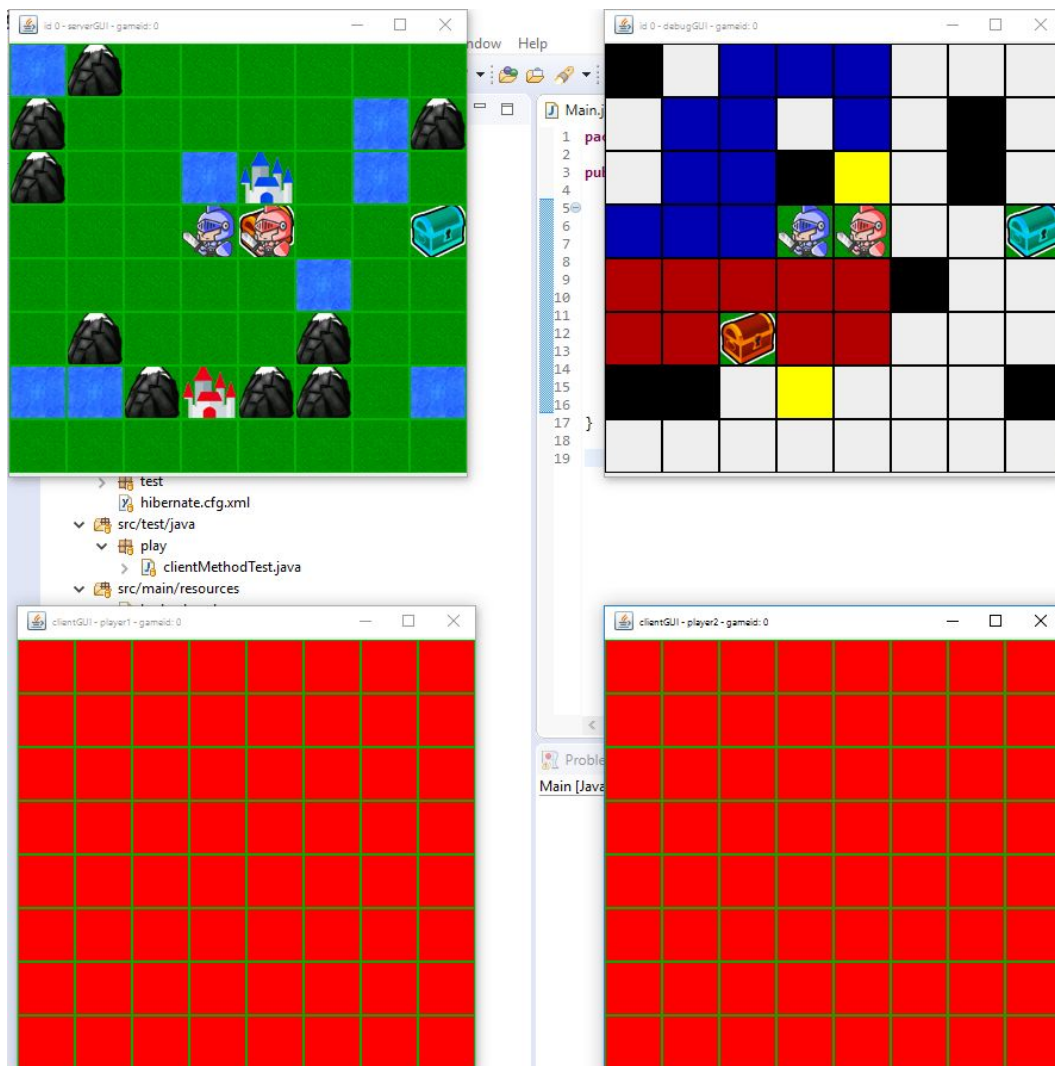 id 0 - serverGUI - gameid: 0
id 0 - debugGUI - gameid: 0
ndow Help
Main.j
1 pac
2
3 pub
4
5
6
7
8
9
10
11
12
13
14
15
16
17 }
18
19
test
hibernate.cfg.xml
src/test/java
play
clientMethodTest.java
src/main/resources
clientGUI - player1 - gameid: 0
clientGUI - player2 - gameid: 0
Proble
Main [Java